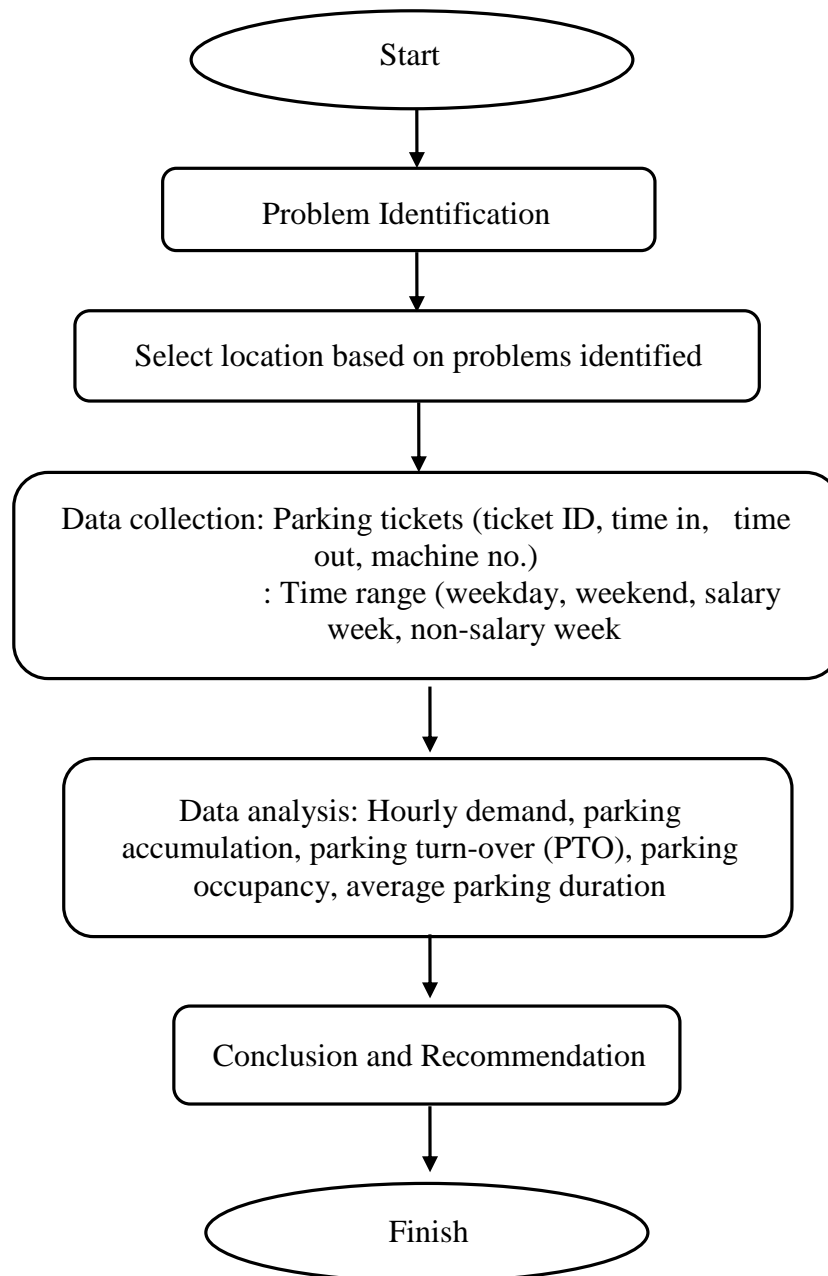 Start
Problem Identification
Select location based on problems identified
Data collection: Parking tickets (ticket ID, time in,   time
out, machine no.)
: Time range (weekday, weekend, salary
week, non-salary week
Data analysis: Hourly demand, parking
accumulation, parking turn-over (PTO), parking
occupancy, average parking duration
Conclusion and Recommendation
Finish